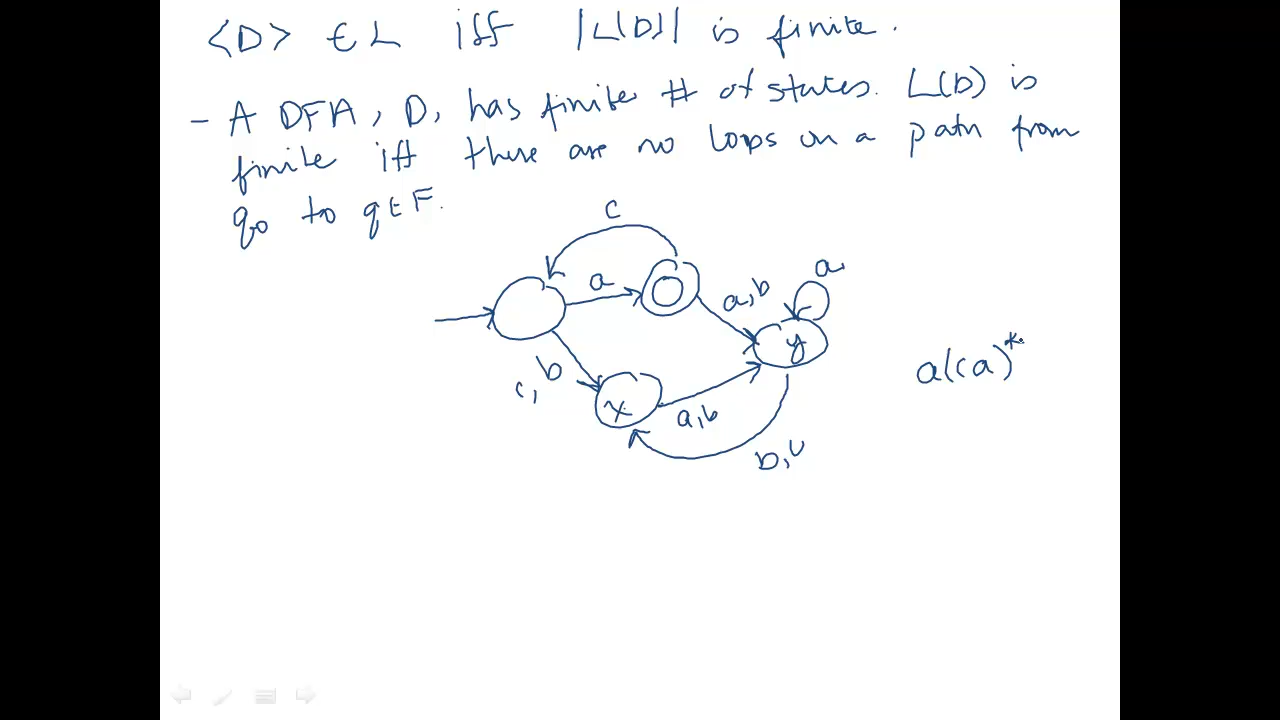 <D> ∈ L iff |L(D)| is finite.
- A DFA, D, has finite # of states. L(D) is
finite iff there are no loops on a path from
q0 to q∈F.
c
a
a,
a,b
y
a(ca)*
c, b
x
a,b
b,c